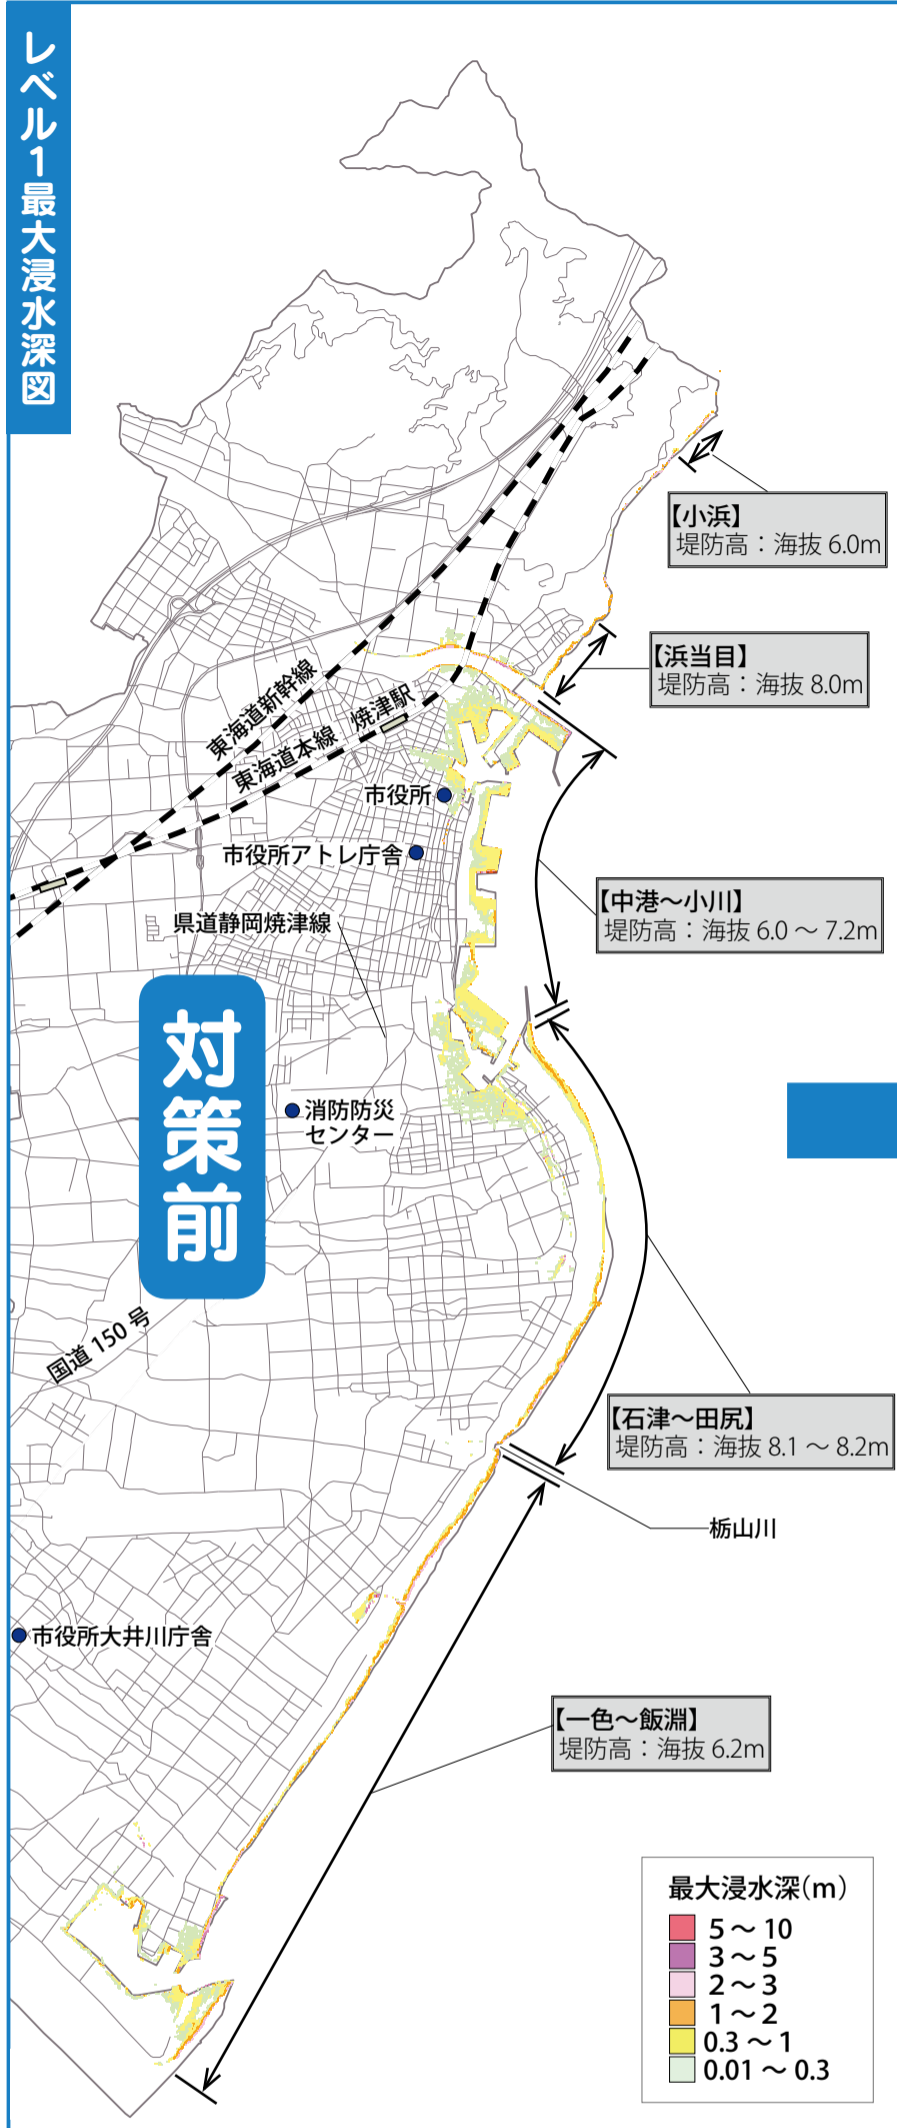 レベル1最大浸水深図
【小浜】
堤防高：海抜 6.0m
【浜当目】
堤防高：海抜 8.0m
東海道新幹線
東海道本線
焼津駅
市役所
市役所アトレ庁舎
【中港～小川】
堤防高：海抜 6.0 ～ 7.2m
県道静岡焼津線
対策前
消防防災
センター
国道 150 号
【石津～田尻】
堤防高：海抜 8.1 ～ 8.2m
栃山川
市役所大井川庁舎
【一色～飯淵】
堤防高：海抜 6.2m
最大浸水深（m）
5 ～ 10
3 ～ 5
2 ～ 3
1 ～ 2
0.3 ～ 1
0.01 ～ 0.3